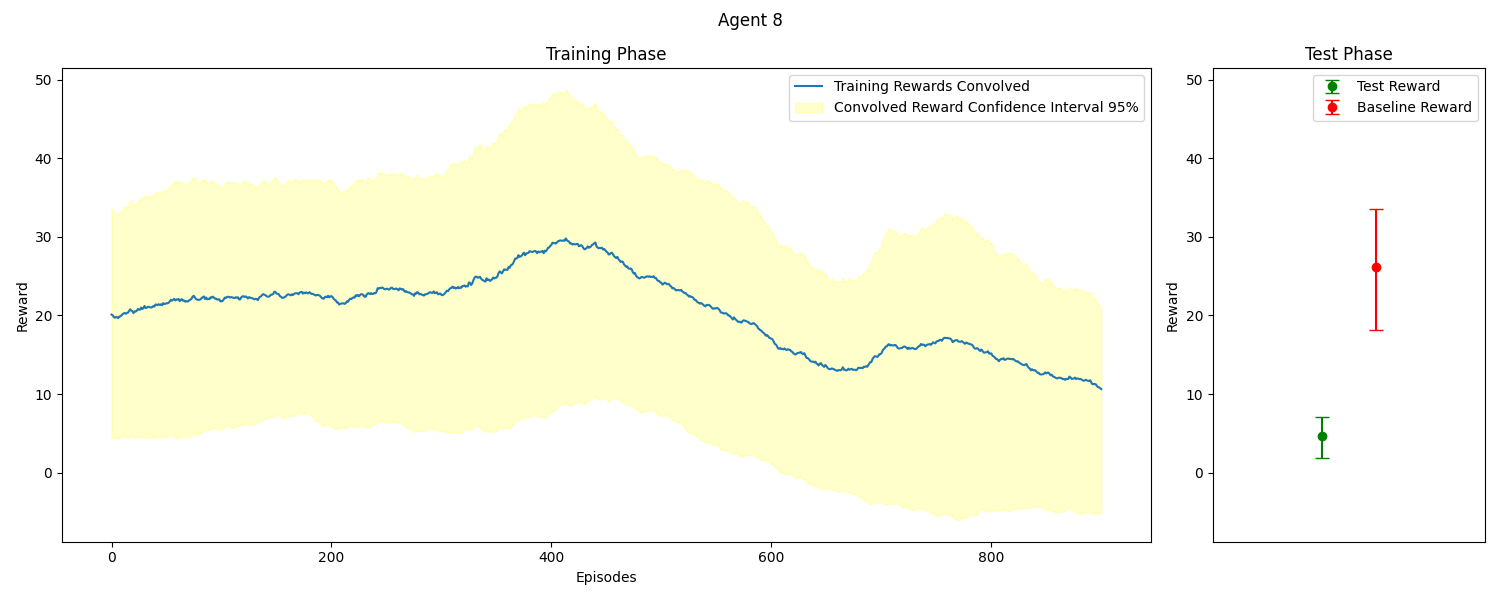 Agent 8
Training Phase
Training Rewards Convolved
Convolved Reward Confidence Interval 95%
Reward
50
40
30
20
10
0
0
200
400
600
800
Episodes
Test Phase
Test Reward
Baseline Reward
Reward
50
40
30
20
10
0